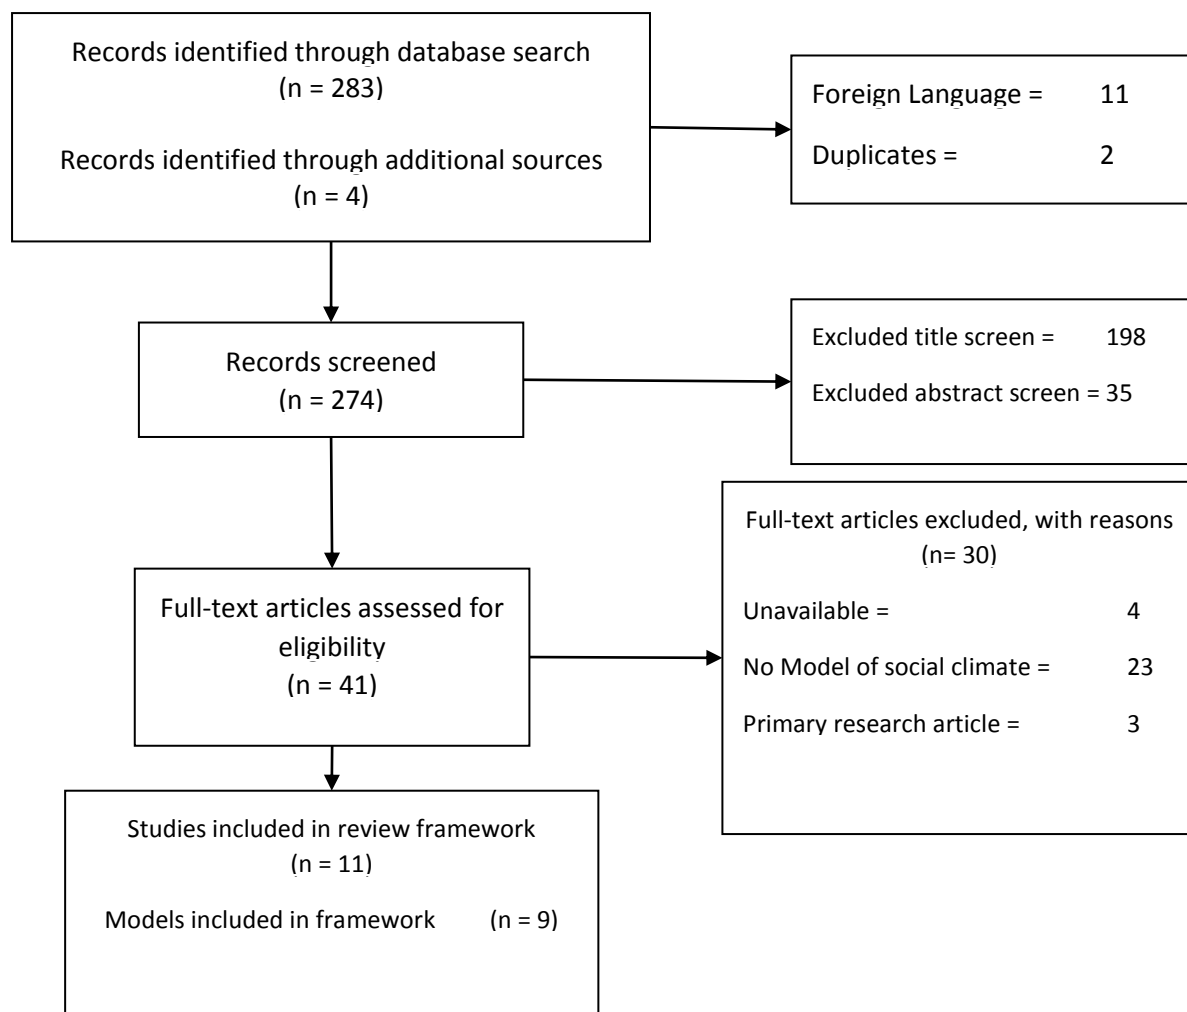 Records identified through database search
(n = 283)
Records identified through additional sources
(n = 4)
Foreign Language = 11
Duplicates = 2
Records screened
(n = 274)
Excluded title screen = 198
Excluded abstract screen = 35
Full-text articles assessed for
eligibility
(n = 41)
Full-text articles excluded, with reasons
(n= 30)
Unavailable = 4
No Model of social climate = 23
Primary research article = 3
Studies included in review framework
(n = 11)
Models included in framework (n = 9)